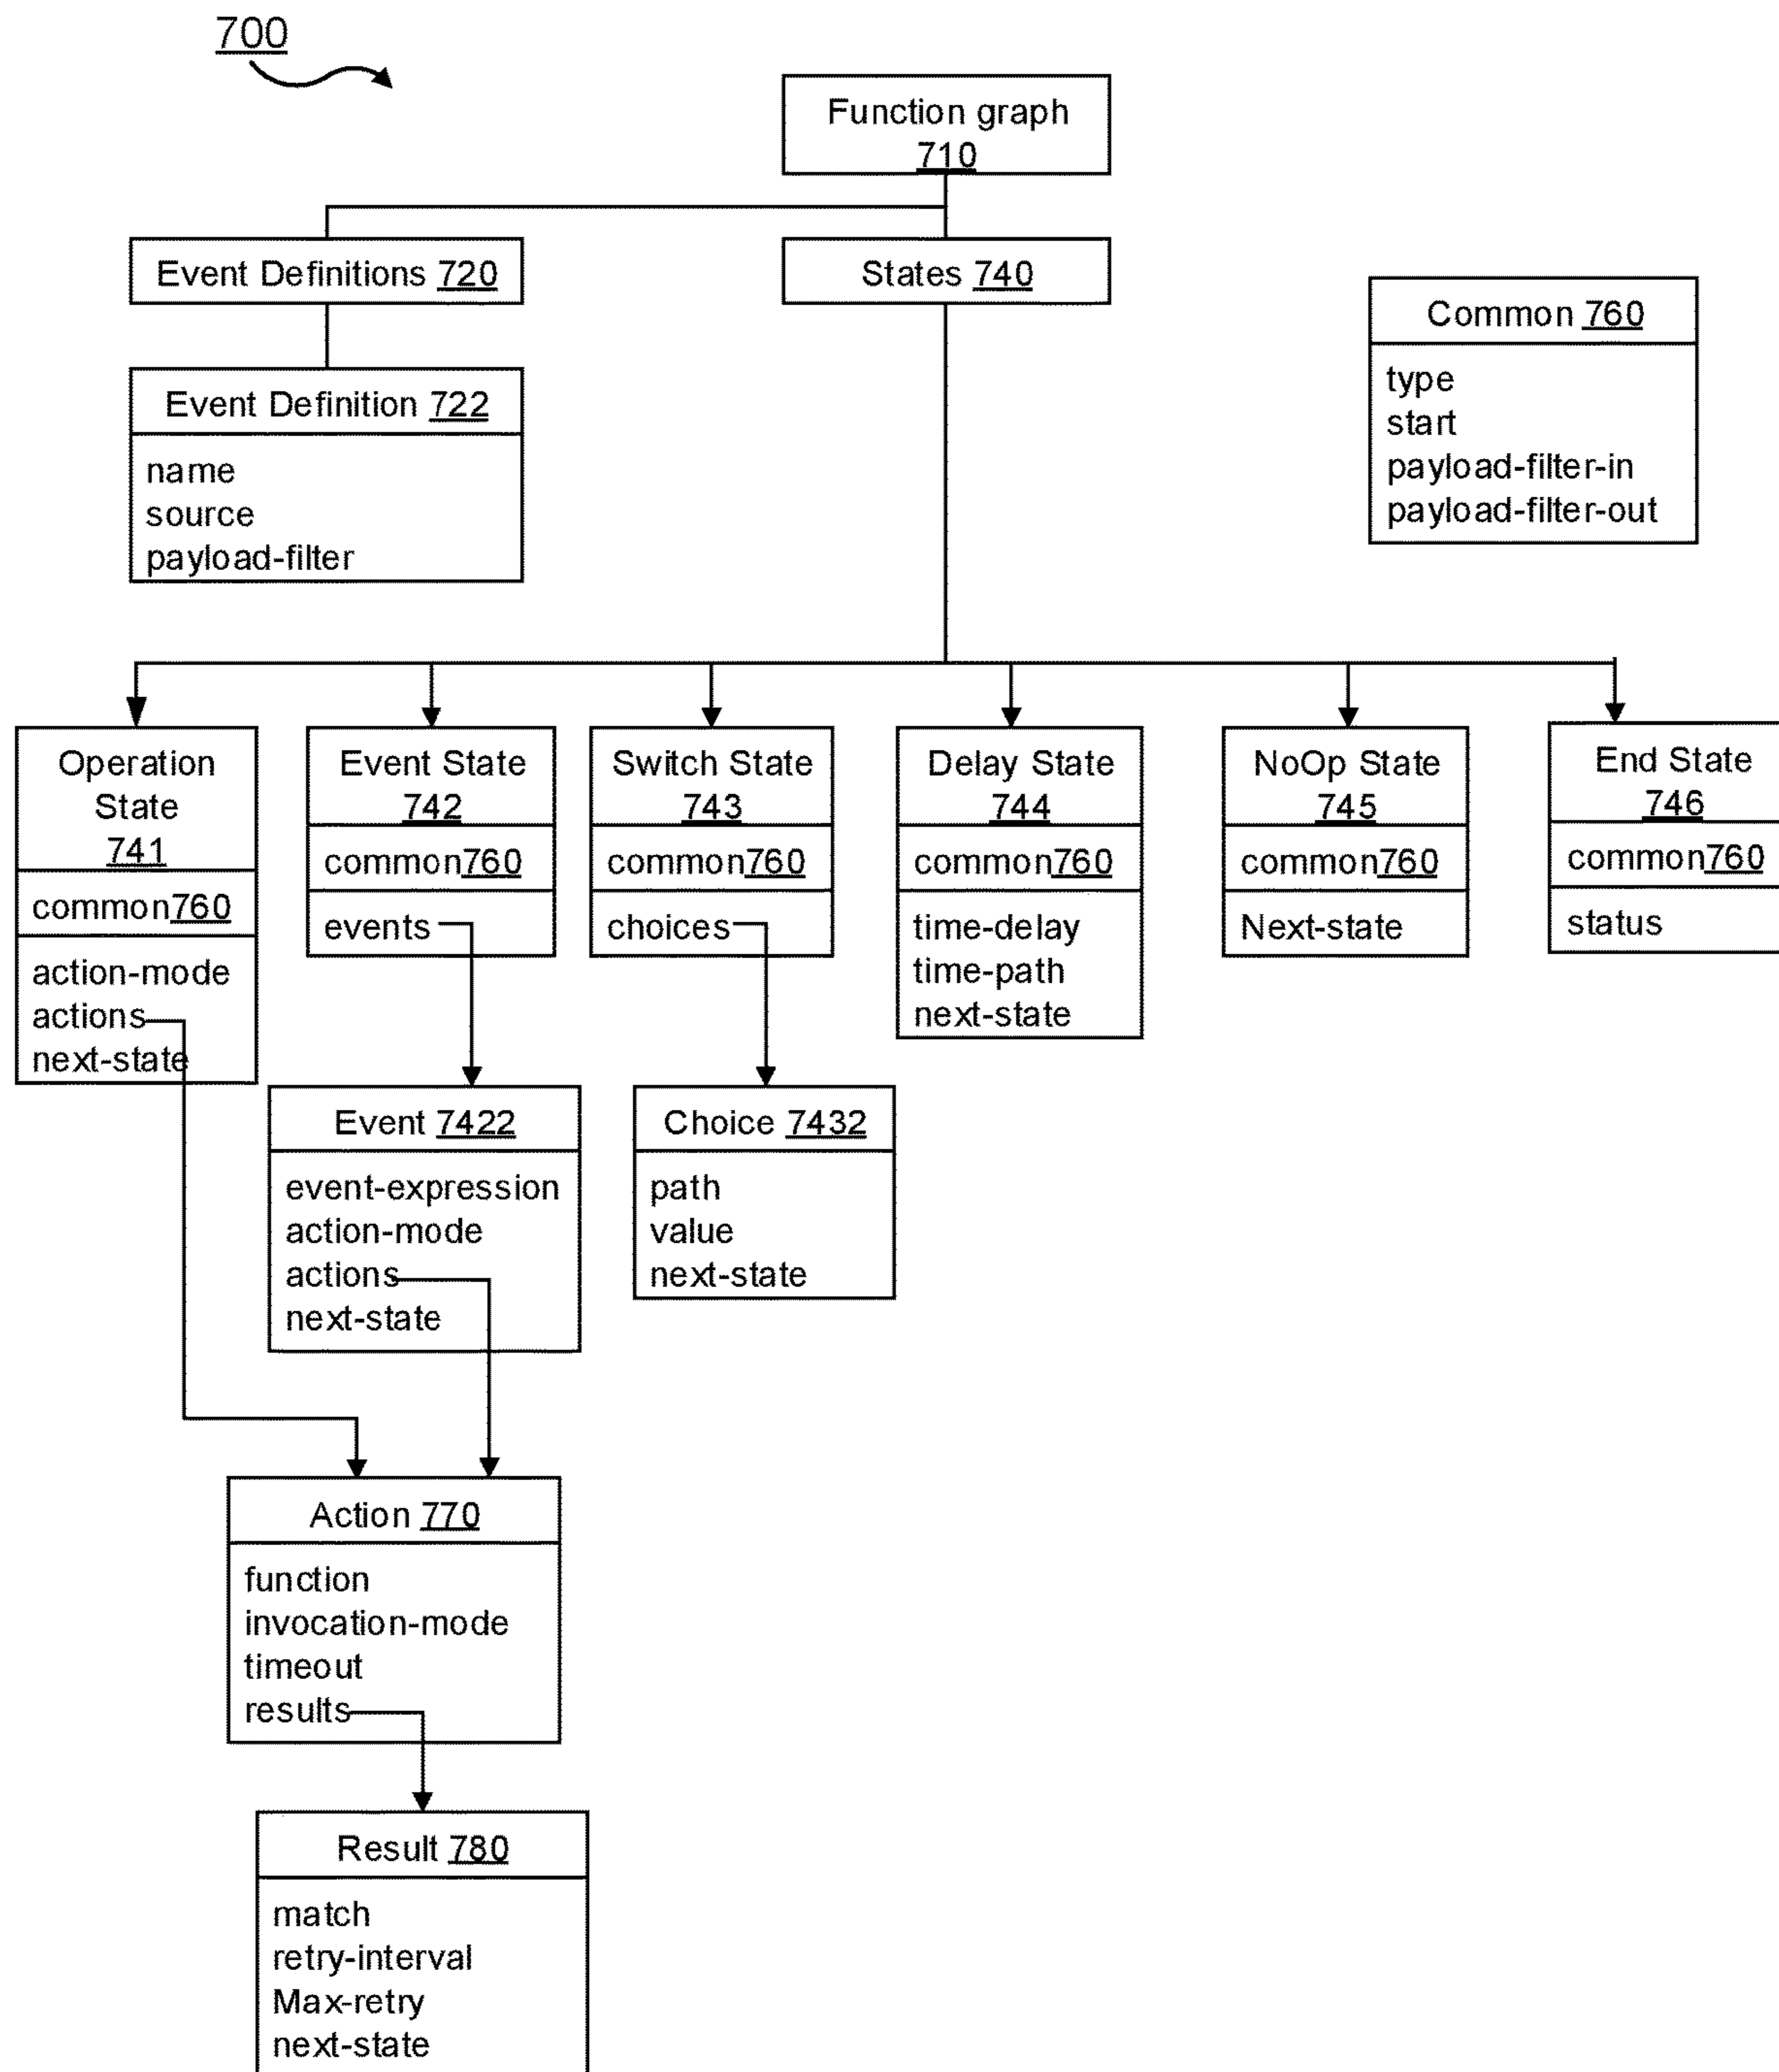 700
Function graph
710
Event Definitions 720
States 740
Common 760
type
start
payload-filter-in
payload-filter-out
Event Definition 722
name
source
payload-filter
Operation
State
741
common760
action-mode
actions
next-state
Event State
742
common760
events
Switch State
743
common760
choices
Delay State
744
common760
time-delay
time-path
next-state
NoOp State
745
common760
Next-state
End State
746
common760
status
Event 7422
event-expression
action-mode
actions
next-state
Choice 7432
path
value
next-state
Action 770
function
invocation-mode
timeout
results
Result 780
match
retry-interval
Max-retry
next-state